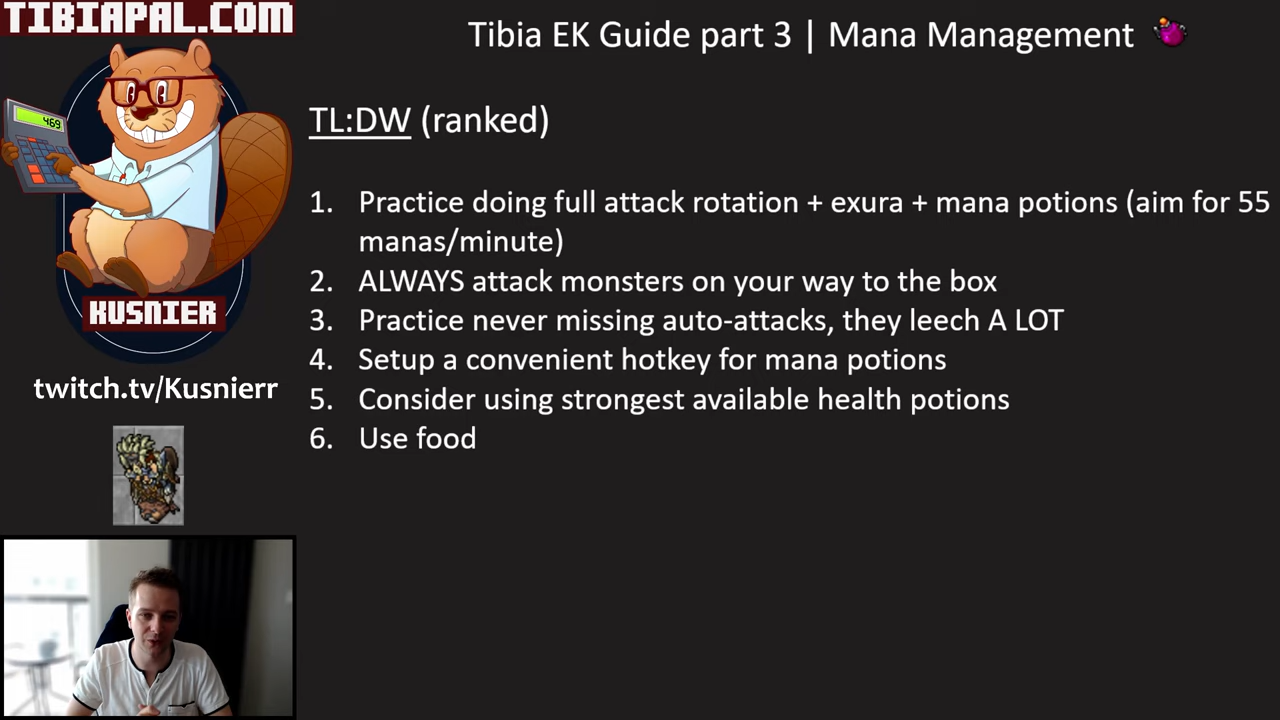 TIBIAPAL.COM
Tibia EK Guide part 3 | Mana Management
469
TL:DW (ranked)
1. Practice doing full attack rotation + exura + mana potions (aim for 55
manas/minute)
2. ALWAYS attack monsters on your way to the box
KUSNIER
3. Practice never missing auto-attacks, they leech A LOT
4. Setup a convenient hotkey for mana potions
twitch.tv/Kusnierr
5. Consider using strongest available health potions
6. Use food